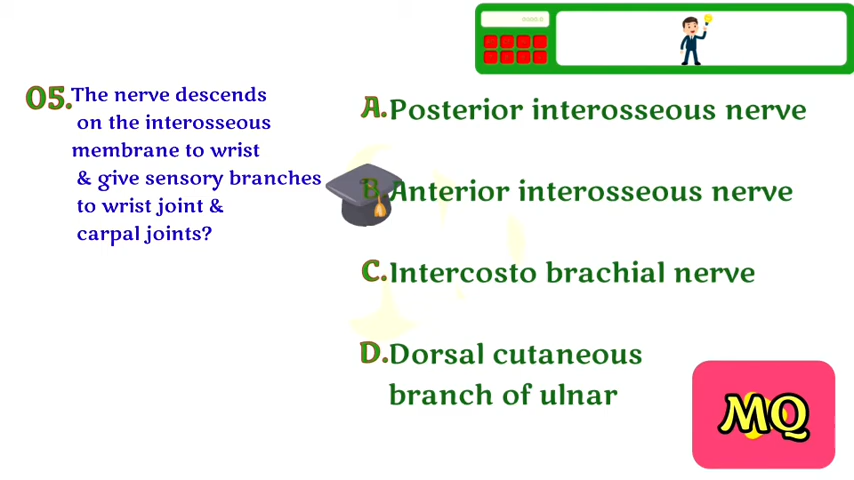 05.The nerve descends
on the interosseous
membrane to wrist
& give sensory branches
to wrist joint &
carpal joints?
A.Posterior interosseous nerve
B.Anterior interosseous nerve
C.Intercosto brachial nerve
D.Dorsal cutaneous
branch of ulnar
MQ